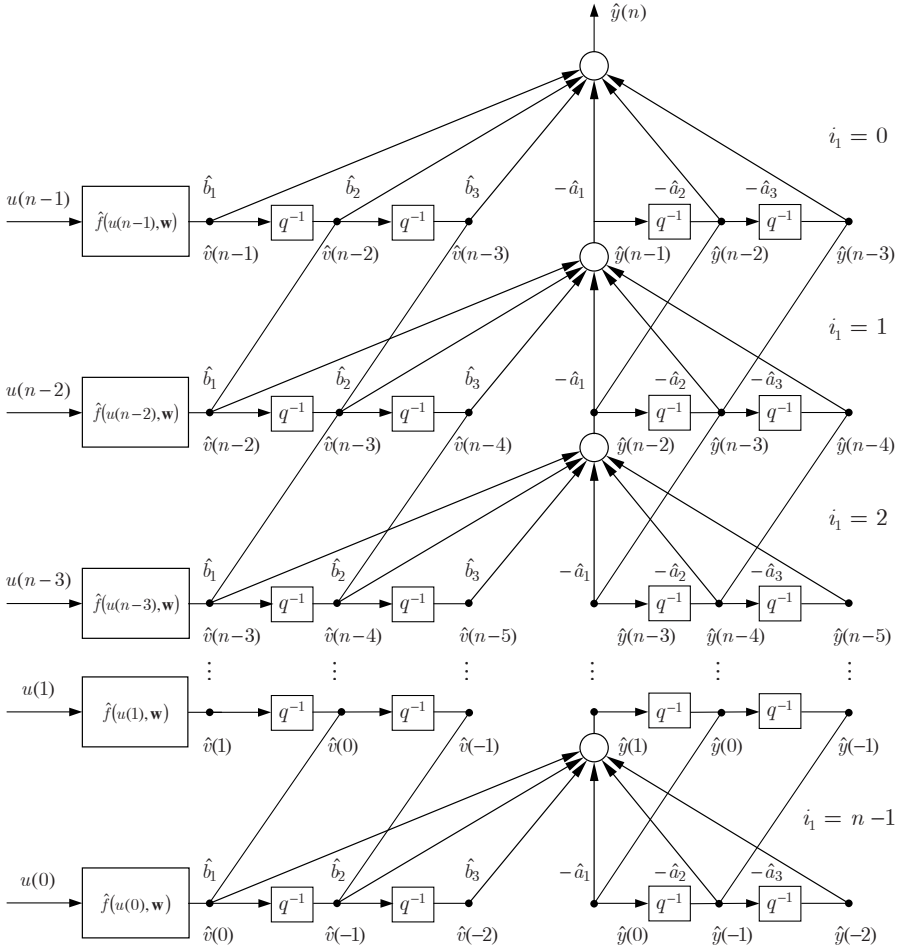 ŷ(n)
i₁ = 0
u(n−1)
b̂₁ b̂₂ b̂₃ −â₁ −â₂ −â₃
f̂(u(n−1),w) q⁻¹ q⁻¹ q⁻¹ q⁻¹
v̂(n−1) v̂(n−2) v̂(n−3) ŷ(n−1) ŷ(n−2) ŷ(n−3)
i₁ = 1
u(n−2)
b̂₁ b̂₂ b̂₃ −â₁ −â₂ −â₃
f̂(u(n−2),w) q⁻¹ q⁻¹ q⁻¹ q⁻¹
v̂(n−2) v̂(n−3) v̂(n−4) ŷ(n−2) ŷ(n−3) ŷ(n−4)
i₁ = 2
u(n−3)
b̂₁ b̂₂ b̂₃ −â₁ −â₂ −â₃
f̂(u(n−3),w) q⁻¹ q⁻¹ q⁻¹ q⁻¹
v̂(n−3) v̂(n−4) v̂(n−5) ŷ(n−3) ŷ(n−4) ŷ(n−5)
⋮ ⋮ ⋮ ⋮ ⋮ ⋮
u(1)
f̂(u(1),w) q⁻¹ q⁻¹ q⁻¹ q⁻¹
v̂(1) v̂(0) v̂(−1) ŷ(1) ŷ(0) ŷ(−1)
i₁ = n−1
u(0)
b̂₁ b̂₂ b̂₃ −â₁ −â₂ −â₃
f̂(u(0),w) q⁻¹ q⁻¹ q⁻¹ q⁻¹
v̂(0) v̂(−1) v̂(−2) ŷ(0) ŷ(−1) ŷ(−2)